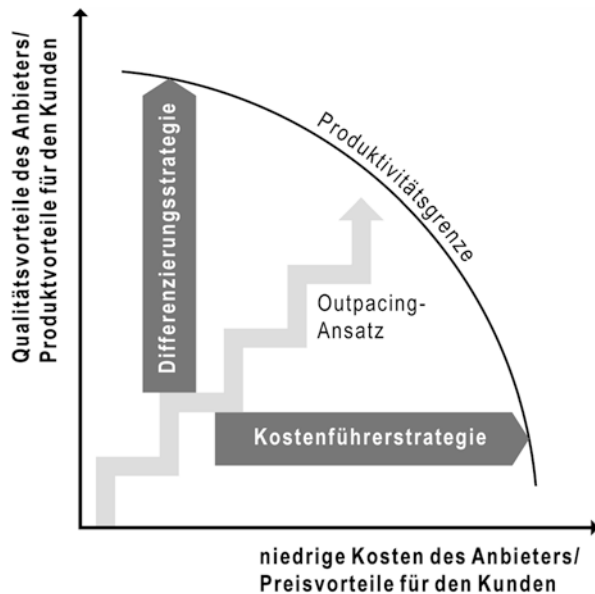 Qualitätsvorteile des Anbieters/
Produktvorteile für den Kunden
Differenzierungsstrategie
Produktivitätsgrenze
Outpacing-
Ansatz
Kostenführerstrategie
niedrige Kosten des Anbieters/
Preisvorteile für den Kunden